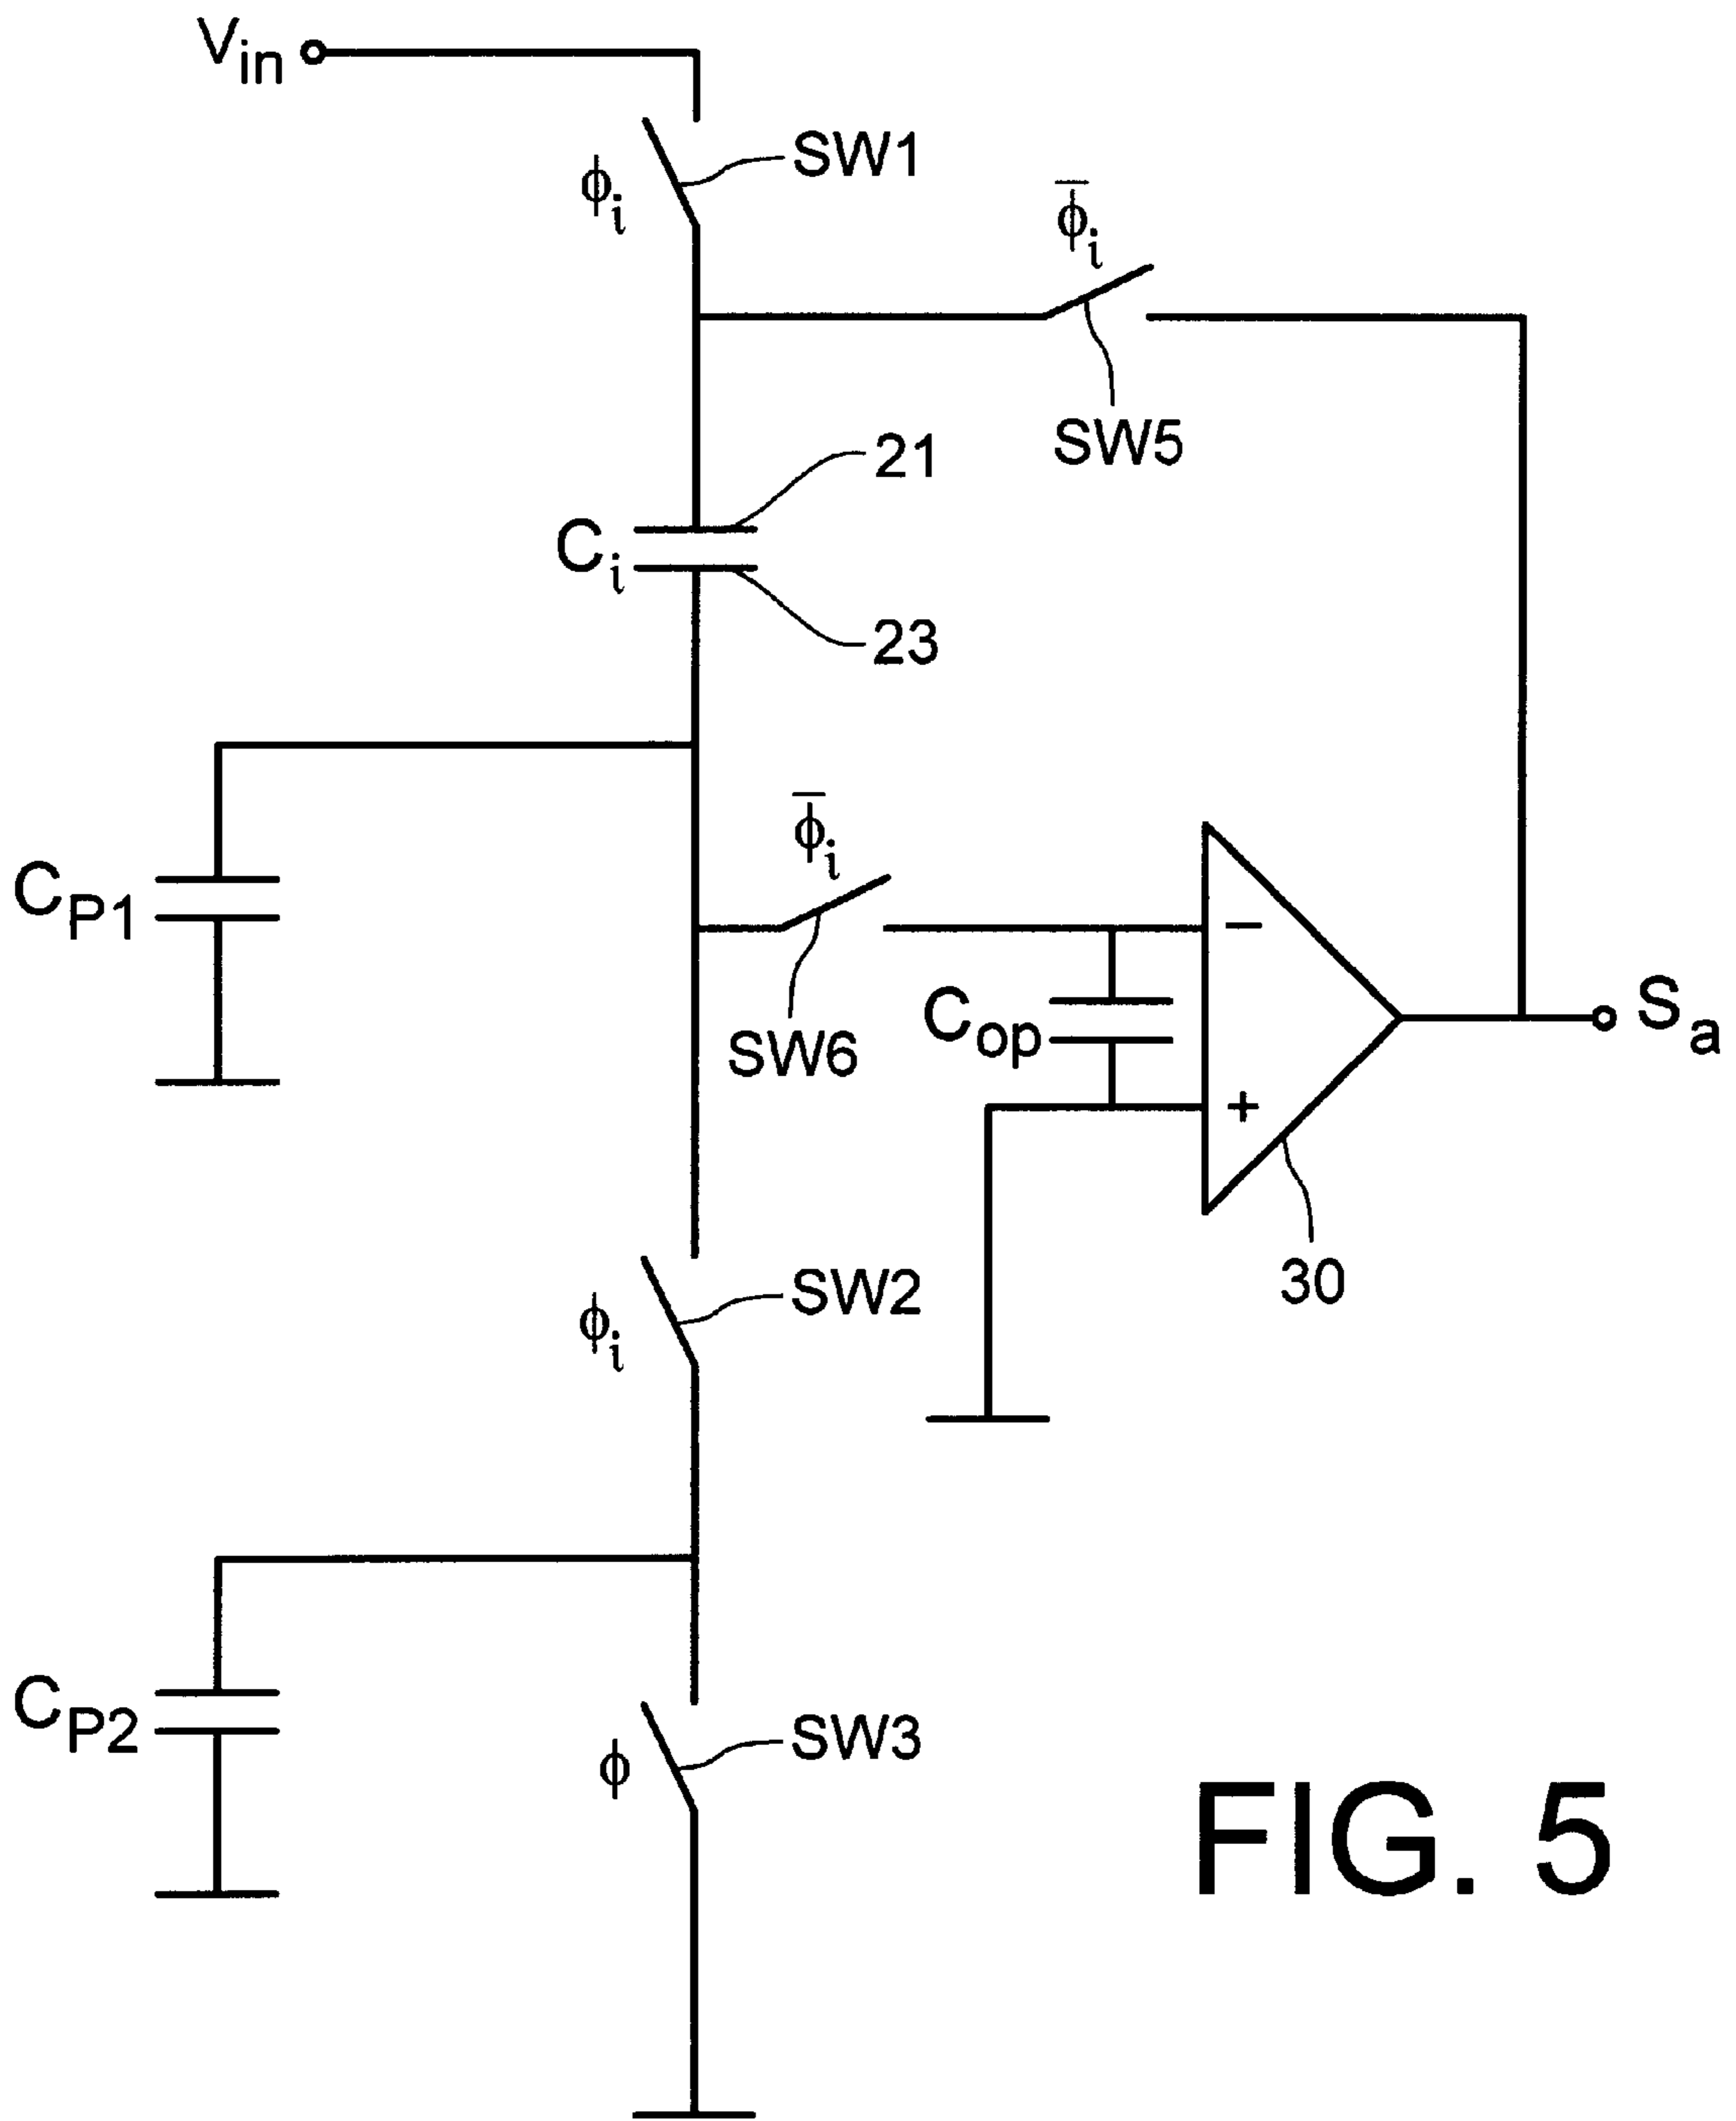 Vin
SW1
ϕi
ϕ̅i
SW5
21
Ci
23
ϕ̅i
CP1
SW6
Cop
−
+
Sa
30
SW2
ϕi
CP2
SW3
ϕ
FIG. 5